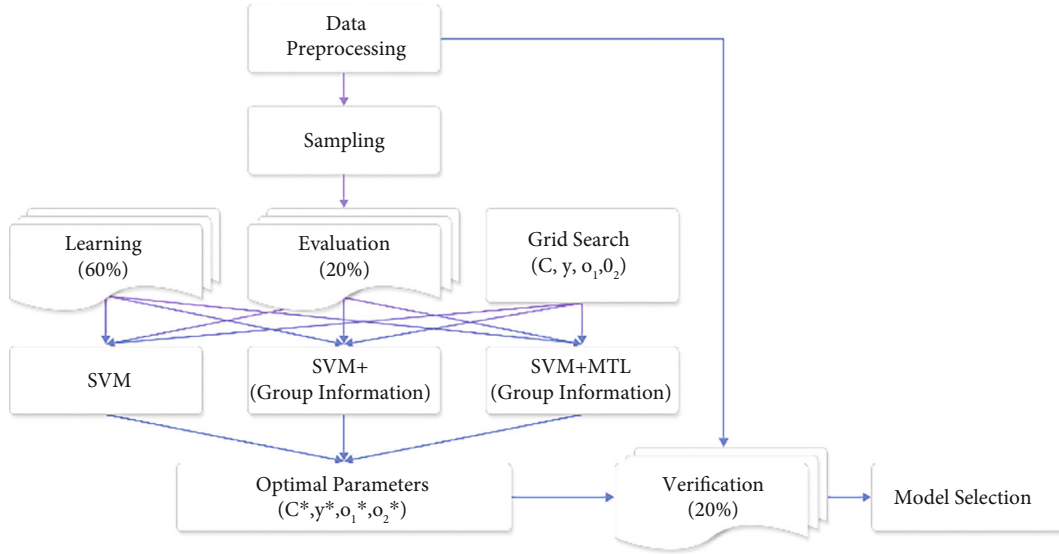 Data
Preprocessing
Sampling
Learning
(60%)
Evaluation
(20%)
Grid Search
(C, y, o₁,0₂)
SVM
SVM+
(Group Information)
SVM+MTL
(Group Information)
Optimal Parameters
(C*,y*,o₁*,o₂*)
Verification
(20%)
Model Selection